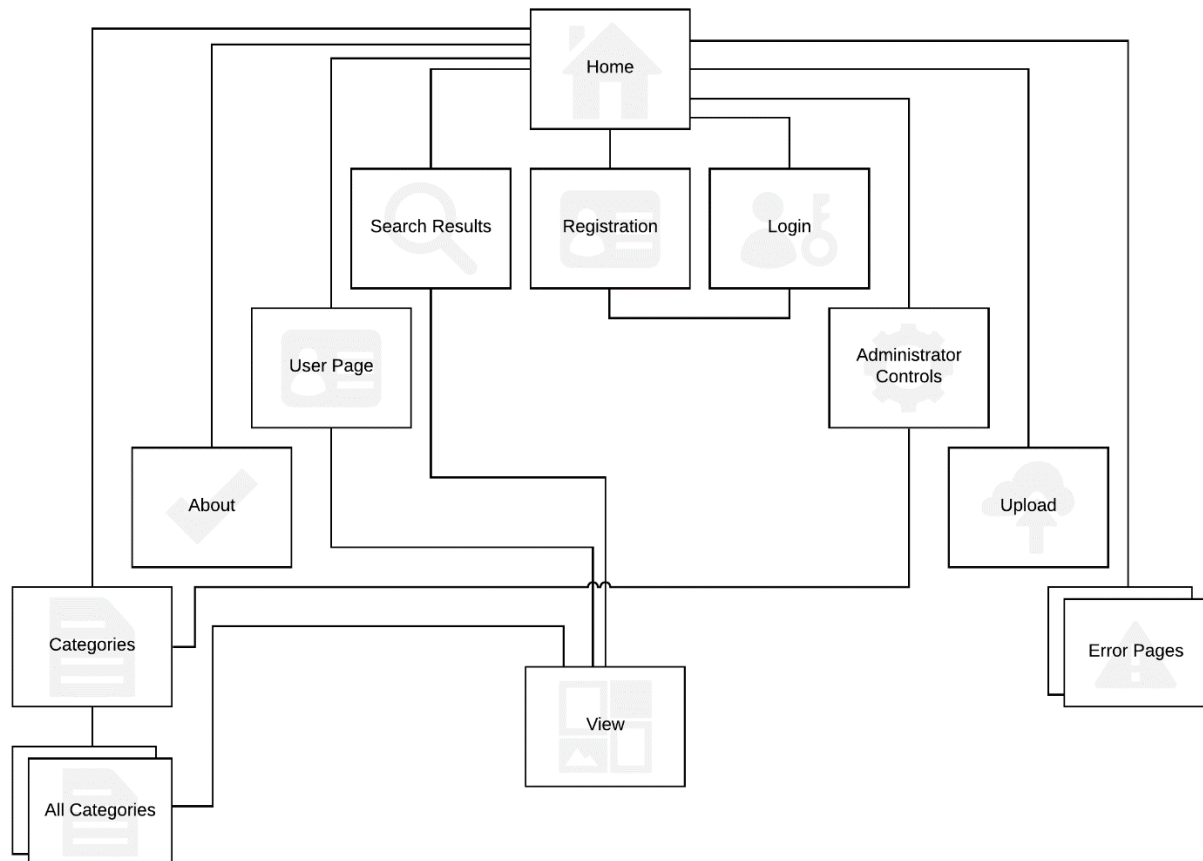 Home
Search Results
Registration
Login
User Page
Administrator
Controls
About
Upload
Categories
Error Pages
View
All Categories